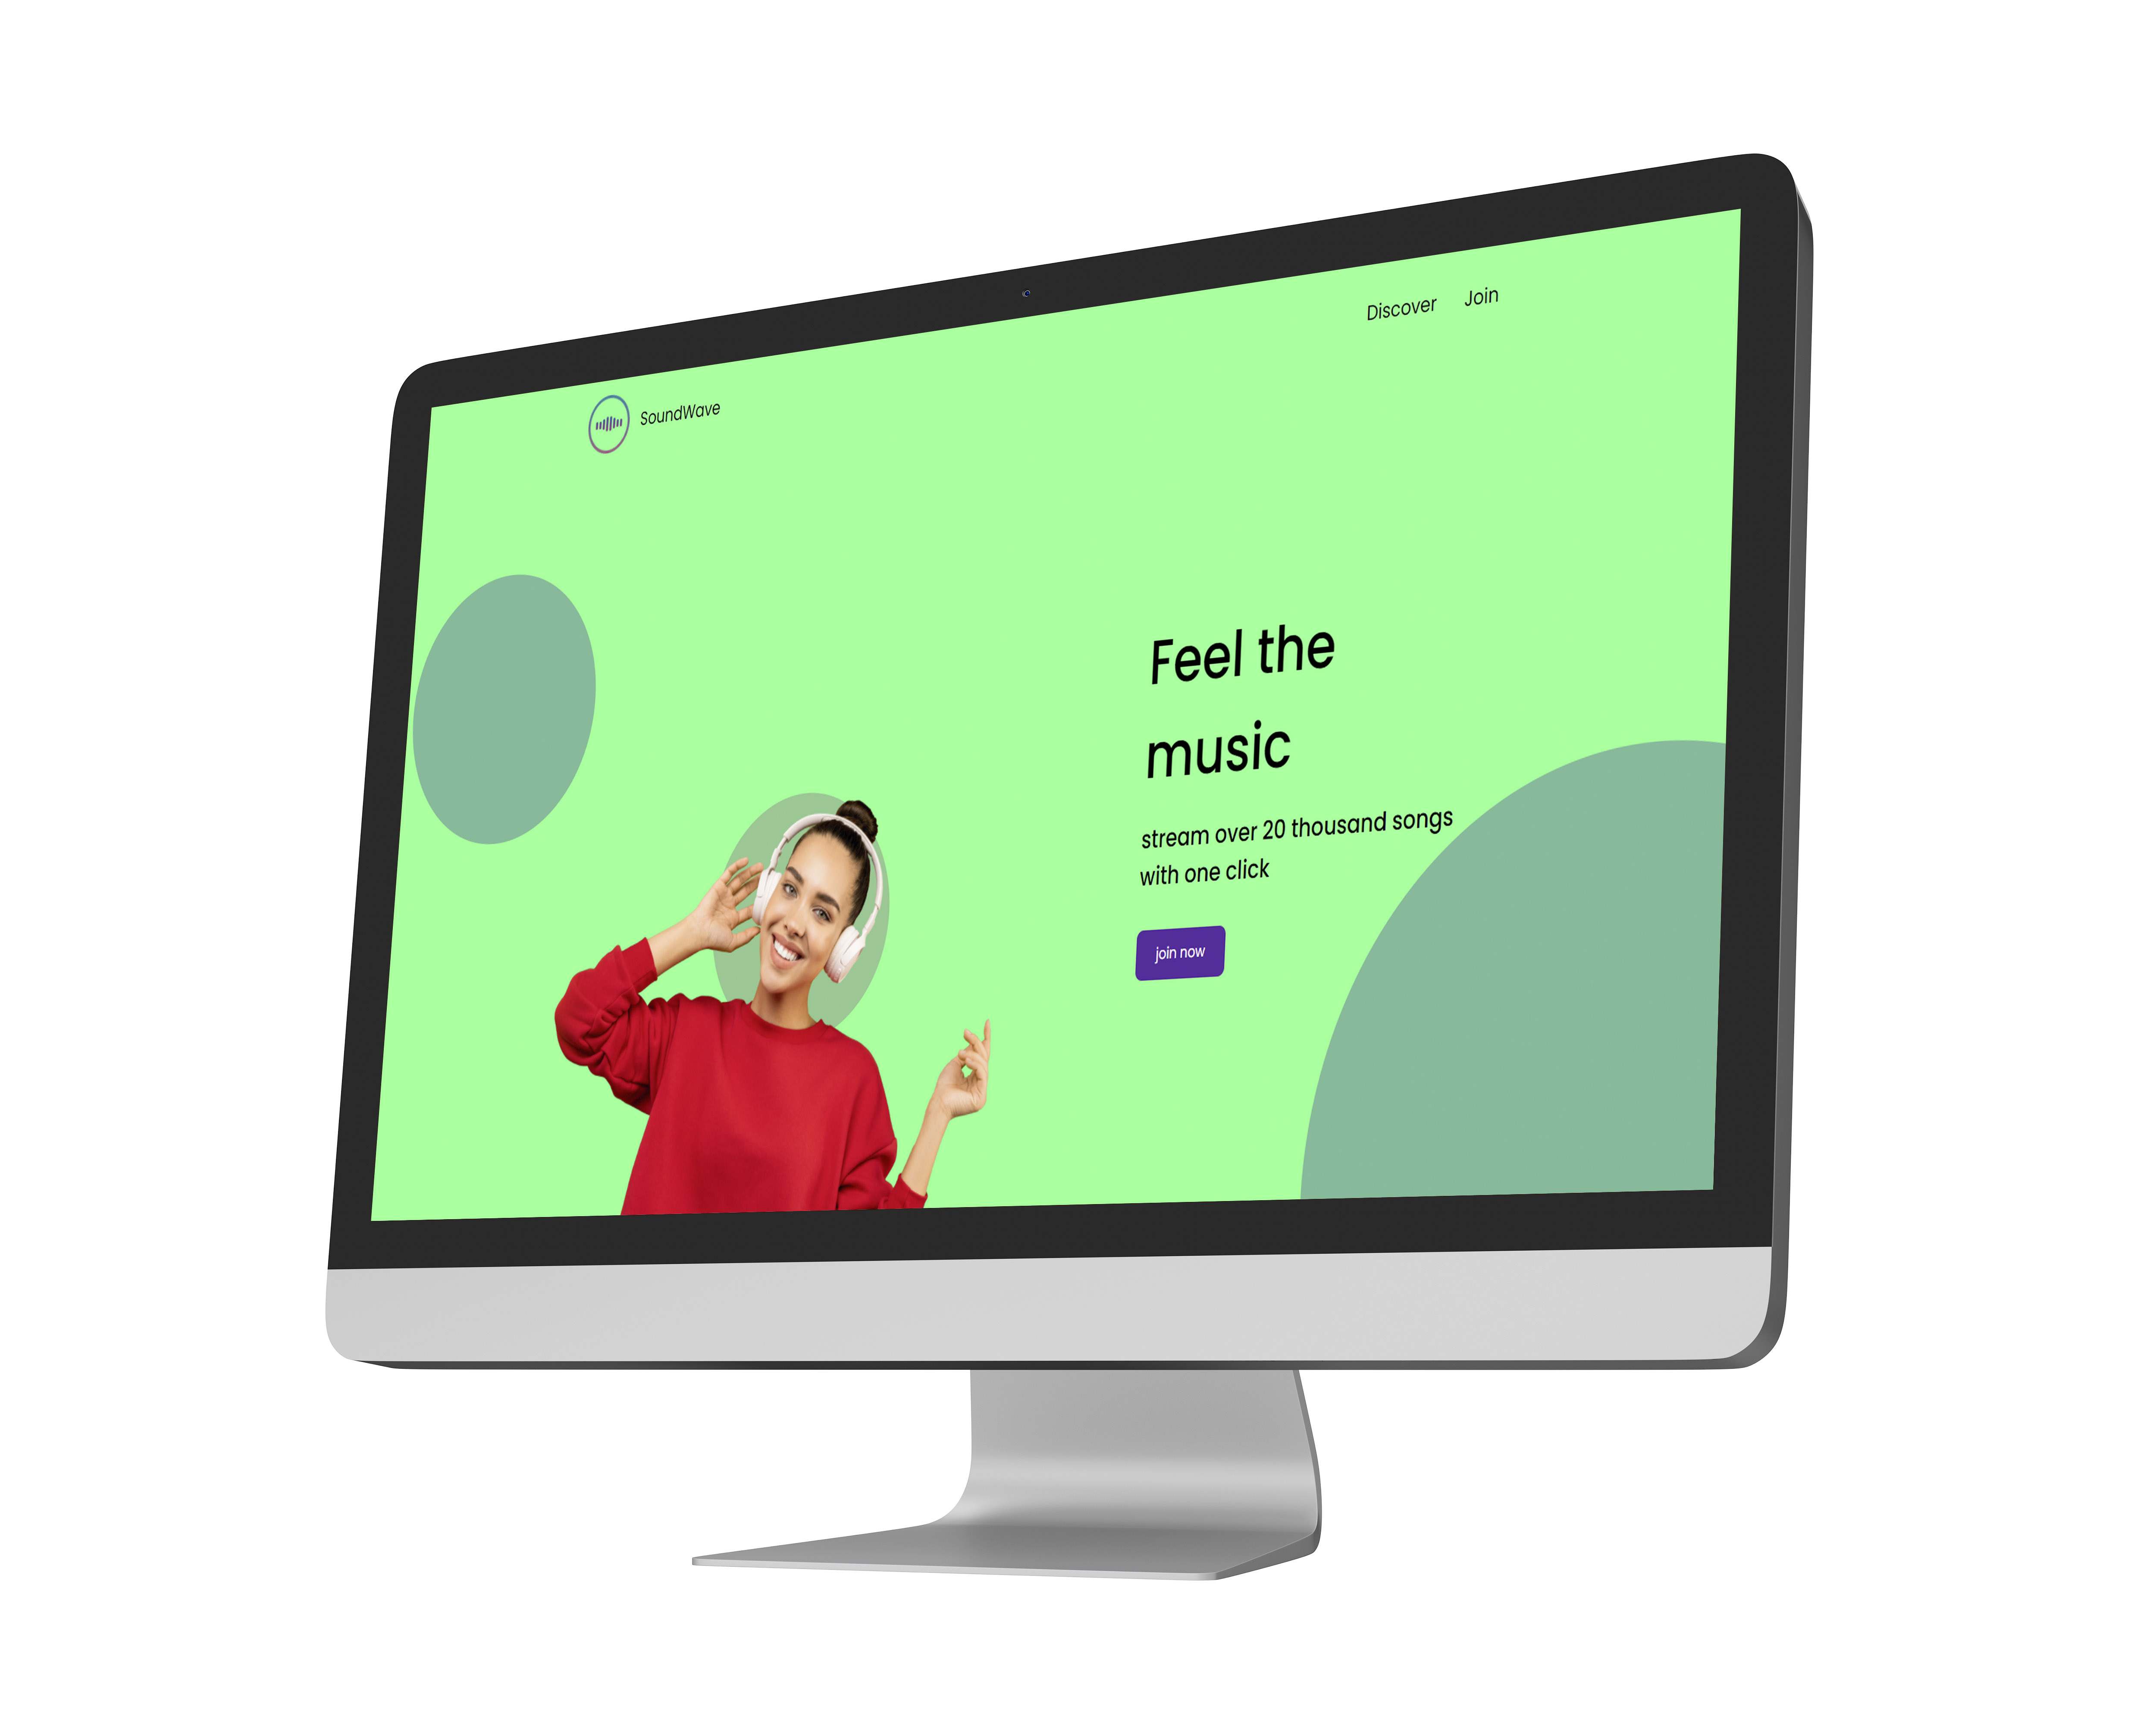 SoundWave
Discover
Join
Feel the
music
stream over 20 thousand songs
with one click
join now